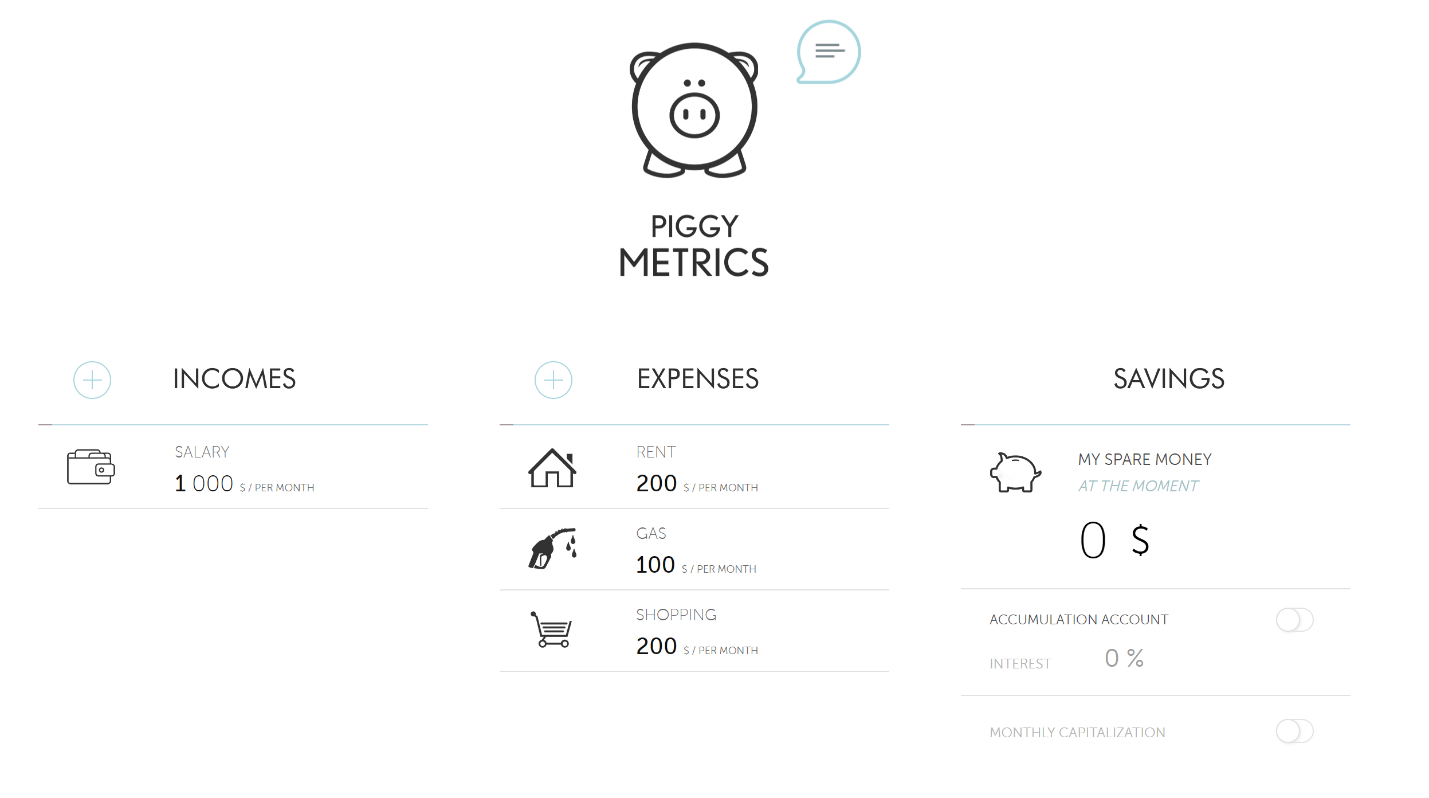 PIGGY
METRICS
INCOMES
SALARY
1 000 $ / PER MONTH
EXPENSES
RENT
200 $ / PER MONTH
GAS
100 $ / PER MONTH
SHOPPING
200 $ / PER MONTH
SAVINGS
MY SPARE MONEY
AT THE MOMENT
0 $
ACCUMULATION ACCOUNT
INTEREST 0 %
MONTHLY CAPITALIZATION